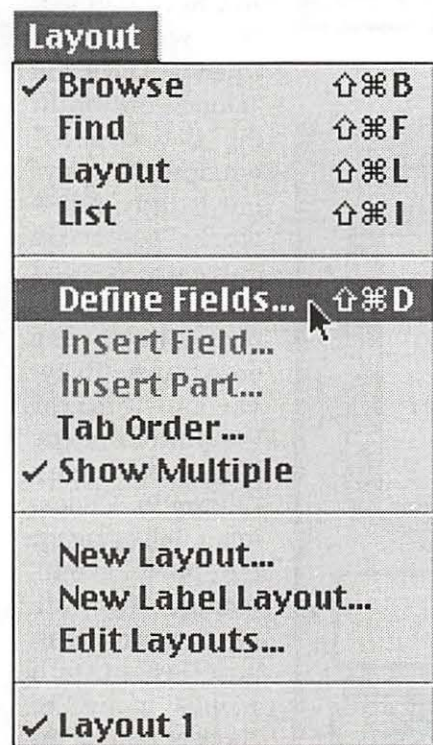 Layout
✓ Browse ⇧⌘B
Find ⇧⌘F
Layout ⇧⌘L
List ⇧⌘I
Define Fields... ⇧⌘D
Insert Field...
Insert Part...
Tab Order...
✓ Show Multiple
New Layout...
New Label Layout...
Edit Layouts...
✓ Layout 1